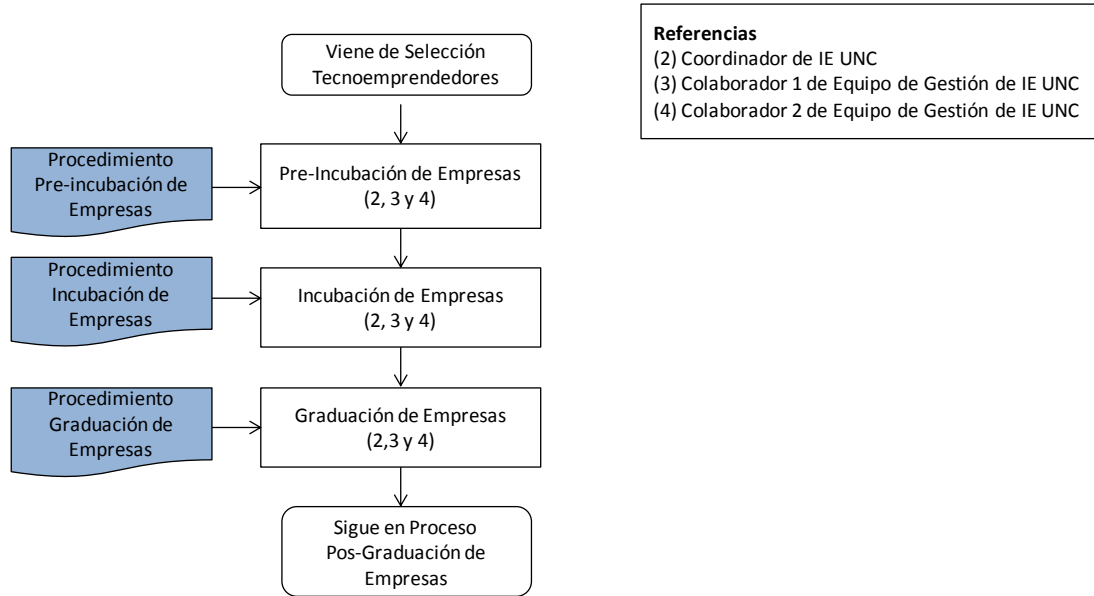 Viene de Selección
Tecnoemprendedores
Referencias
(2) Coordinador de IE UNC
(3) Colaborador 1 de Equipo de Gestión de IE UNC
(4) Colaborador 2 de Equipo de Gestión de IE UNC
Procedimiento
Pre-incubación de
Empresas
Pre-Incubación de Empresas
(2, 3 y 4)
Procedimiento
Incubación de
Empresas
Incubación de Empresas
(2, 3 y 4)
Procedimiento
Graduación de
Empresas
Graduación de Empresas
(2,3 y 4)
Sigue en Proceso
Pos-Graduación de
Empresas